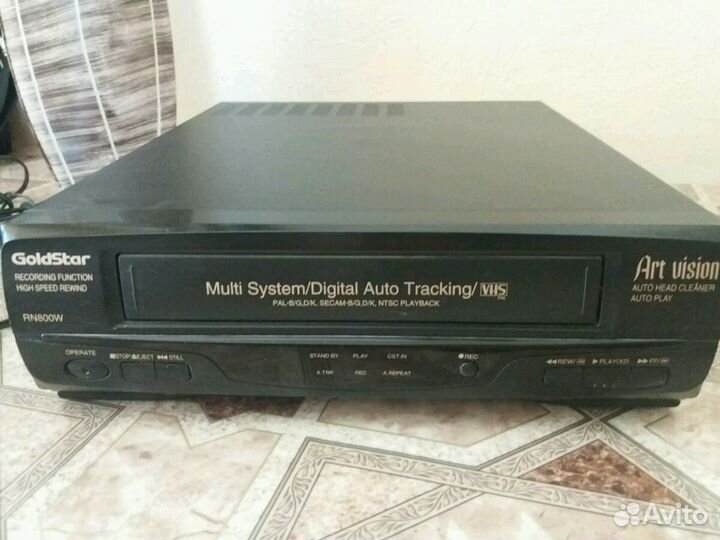 GoldStar
RECORDING FUNCTION
HIGH SPEED REWIND
RN800W
Multi System/Digital Auto Tracking/ VHS
PAL
PAL-B/G,D/K, SECAM-B/G,D/K, NTSC PLAYBACK
Art vision
AUTO HEAD CLEANER
AUTO PLAY
OPERATE
■STOP/⏏EJECT
▶◀◀ STILL
STAND BY PLAY CST.IN
A.TRK REC A.REPEAT
●REC
◀◀REW/
▶PLAY(X2)
▶▶FF/
Avito